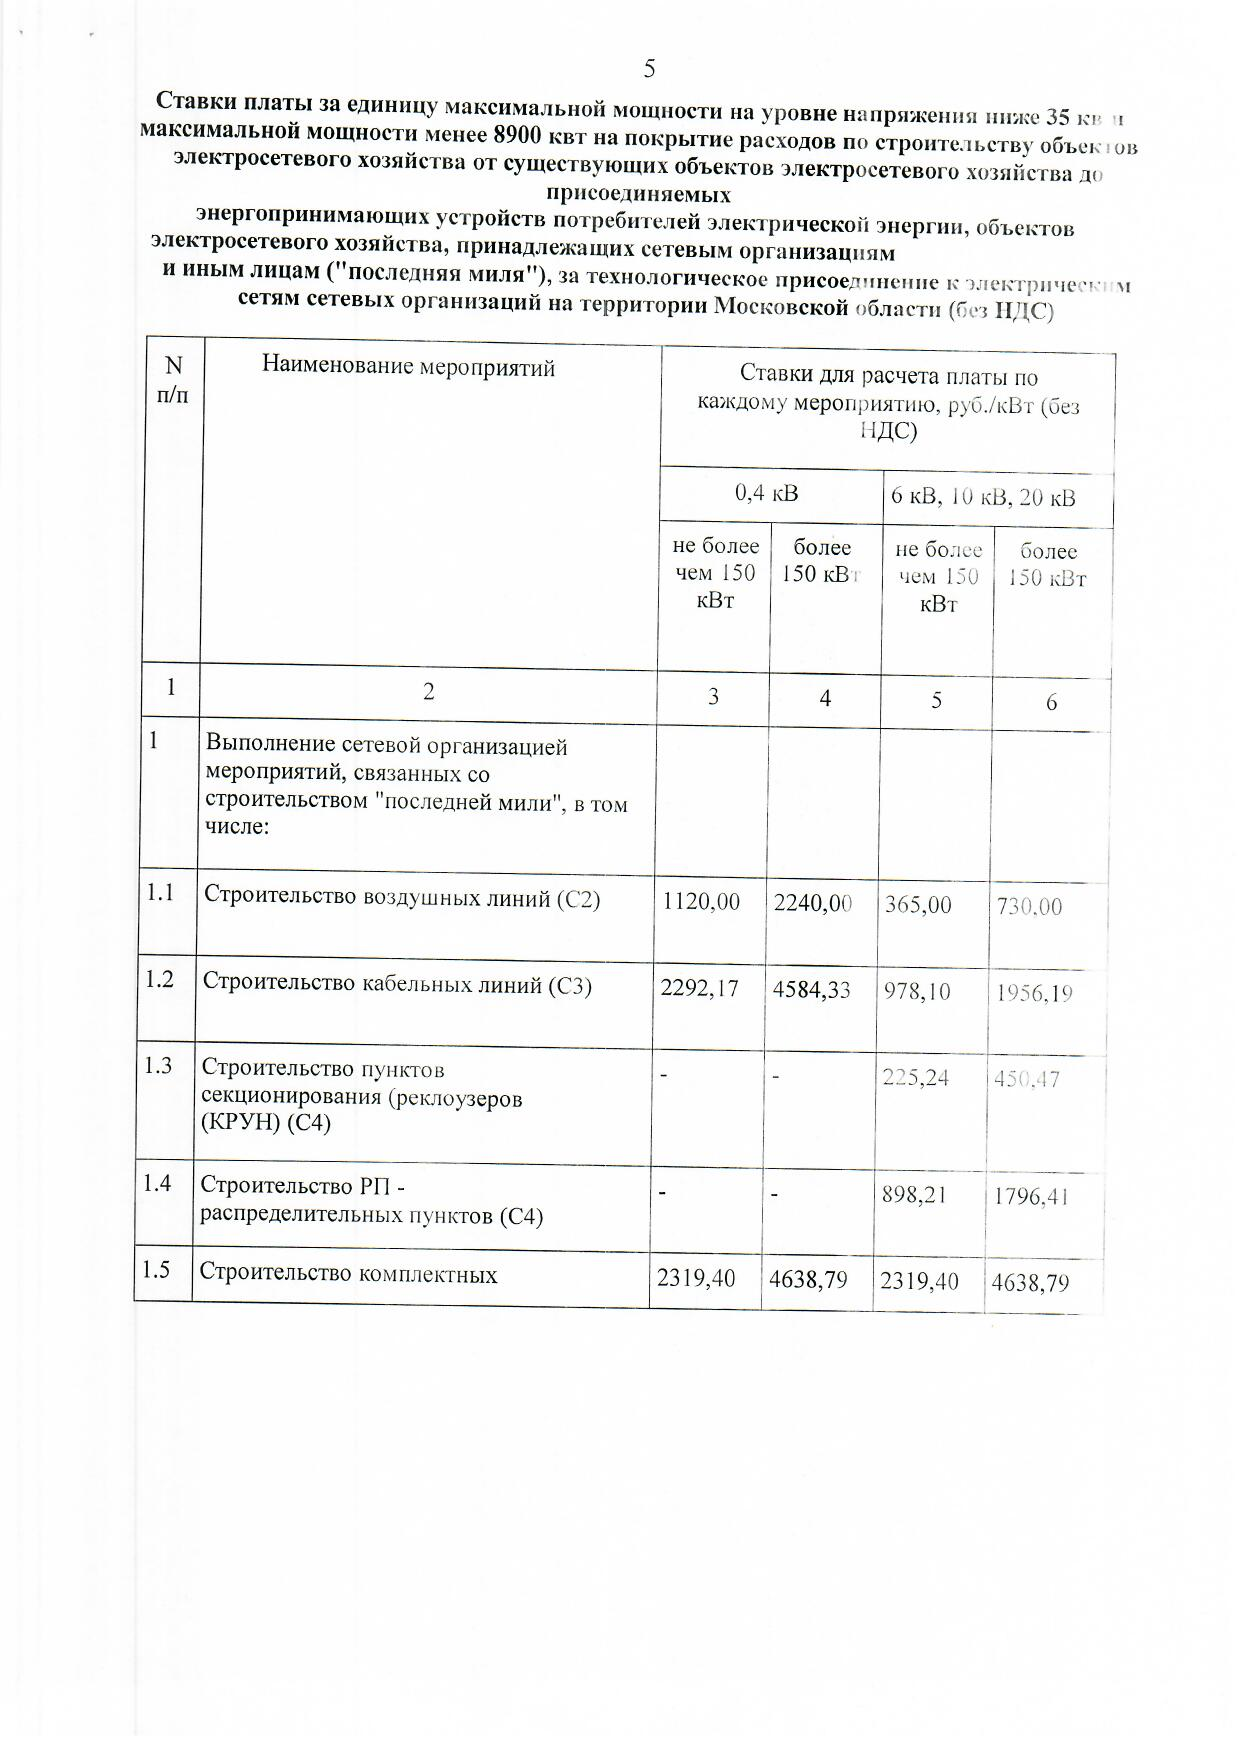 5
Ставки платы за единицу максимальной мощности на уровне напряжения ниже 35 кв и
максимальной мощности менее 8900 квт на покрытие расходов по строительству объектов
электросетевого хозяйства от существующих объектов электросетевого хозяйства до
присоединяемых
энергопринимающих устройств потребителей электрической энергии, объектов
электросетевого хозяйства, принадлежащих сетевым организациям
и иным лицам ("последняя миля"), за технологическое присоединение к электрическим
сетям сетевых организаций на территории Московской области (без НДС)
N
п/п
Наименование мероприятий
Ставки для расчета платы по
каждому мероприятию, руб./кВт (без
НДС)
0,4 кВ
6 кВ, 10 кВ, 20 кВ
не более
чем 150
кВт
более
150 кВт
не более
чем 150
кВт
более
150 кВт
1 2 3 4 5 6
1 Выполнение сетевой организацией
мероприятий, связанных со
строительством "последней мили", в том
числе:
1.1 Строительство воздушных линий (С2) 1120,00 2240,00 365,00 730,00
1.2 Строительство кабельных линий (С3) 2292,17 4584,33 978,10 1956,19
1.3 Строительство пунктов - - 225,24 450,47
секционирования (реклоузеров
(КРУН) (С4)
1.4 Строительство РП - - - 898,21 1796,41
распределительных пунктов (С4)
1.5 Строительство комплектных 2319,40 4638,79 2319,40 4638,79